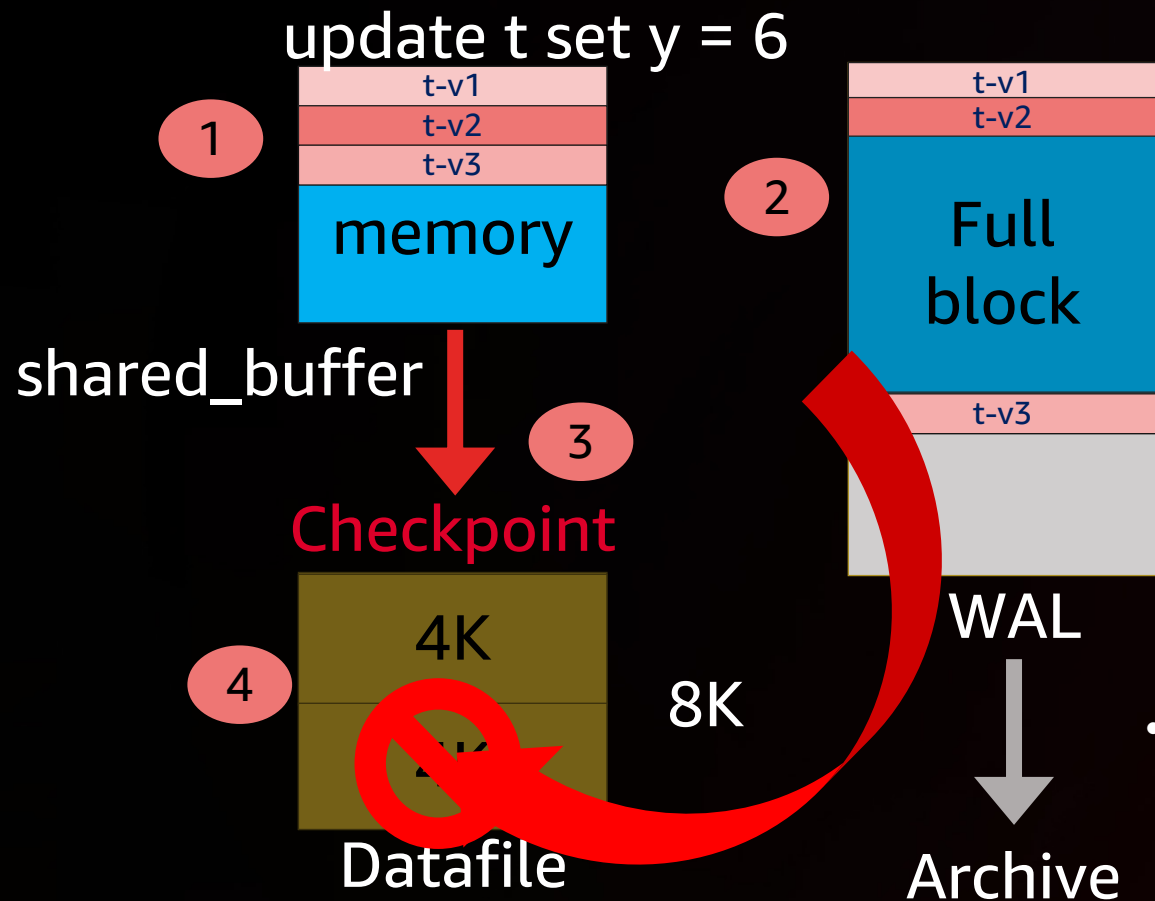 update t set y = 6
t-v1
t-v2
t-v3
memory
1
shared_buffer
3
Checkpoint
4K
4
Datafile
t-v1
t-v2
2
Full
block
t-v3
WAL
8K
Archive